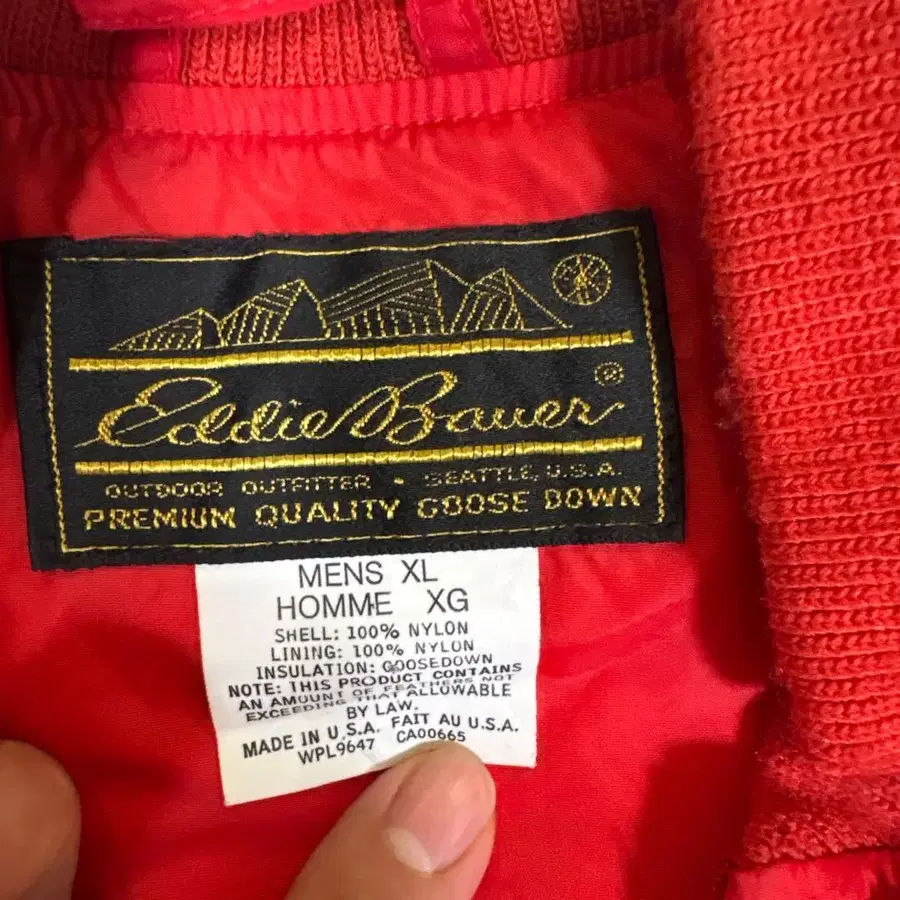 Eddie Bauer®
OUTDOOR OUTFITTER • SEATTLE, U.S.A.
PREMIUM QUALITY GOOSE DOWN
MENS XL
HOMME XG
SHELL: 100% NYLON
LINING: 100% NYLON
INSULATION: GOOSEDOWN
NOTE: THIS PRODUCT CONTAINS
AN AMOUNT OF FEATHERS NOT
EXCEEDING THAT ALLOWABLE
BY LAW.
MADE IN U.S.A. FAIT AU U.S.A.
WPL9647 CA00665